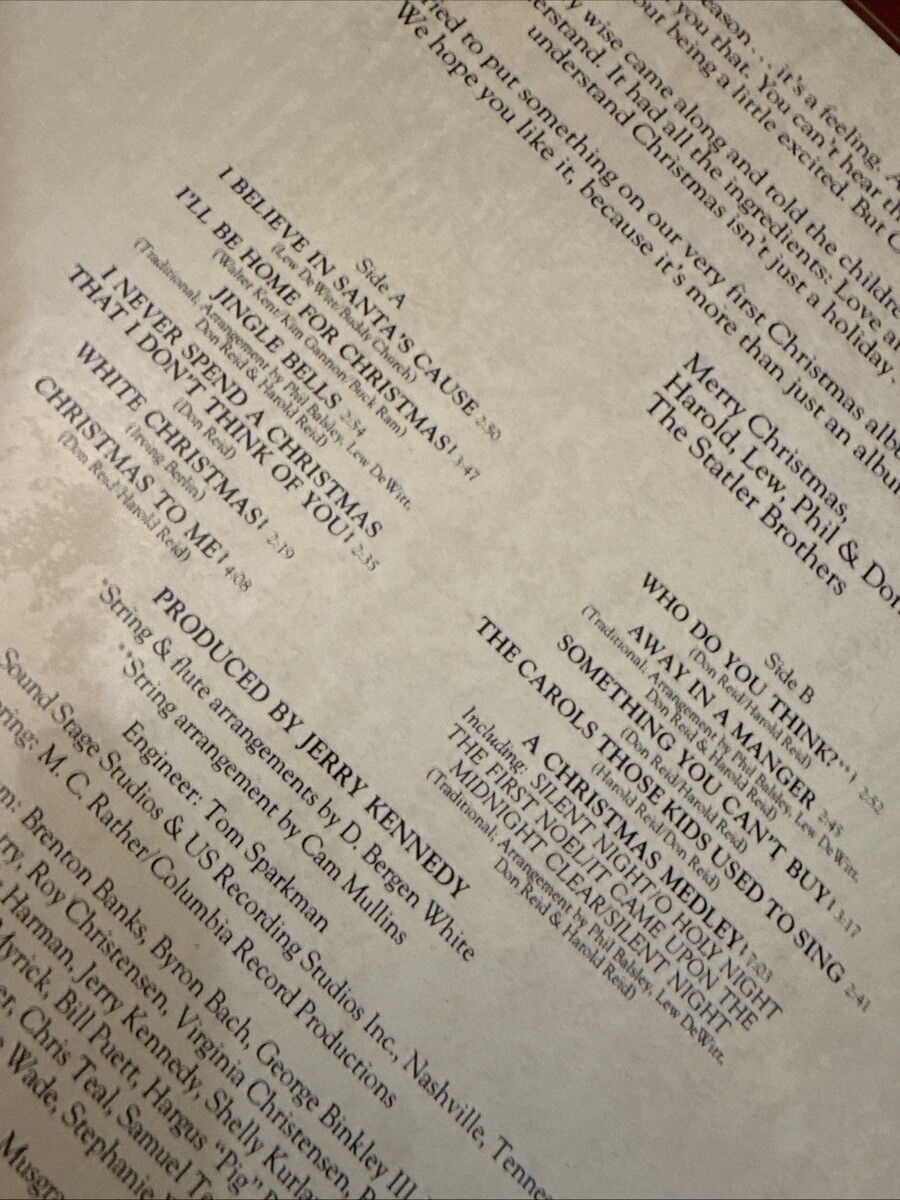 eason... it's a feeling. A
you that. You can't hear th
out being a little excited. But C
y wise came along and told the childre
erstand. It had all the ingredients: Love a
understand Christmas isn't just a holiday
ried to put something on our very first Christmas albu
We hope you like it, because it's more than just an album
Merry Christmas,
Harold, Lew, Phil & Don
The Statler Brothers
Side A
I BELIEVE IN SANTA'S CAUSE 2:50
(Lew DeWitt/Buddy Church)
I'LL BE HOME FOR CHRISTMAS† 3:47
(Walter Kent/Kim Gannon/Buck Ram)
JINGLE BELLS 2:54
(Traditional; Arrangement by Phil Balsley, Lew DeWitt,
Don Reid & Harold Reid)
I NEVER SPEND A CHRISTMAS
THAT I DON'T THINK OF YOU† 2:35
(Don Reid)
WHITE CHRISTMAS† 2:19
(Irving Berlin)
CHRISTMAS TO ME† 4:08
(Don Reid/Harold Reid)
Side B
WHO DO YOU THINK?**† 2:52
(Don Reid/Harold Reid)
AWAY IN A MANGER 2:45
(Traditional: Arrangement by Phil Balsley, Lew DeWitt,
Don Reid & Harold Reid)
SOMETHING YOU CAN'T BUY† 3:17
(Don Reid/Harold Reid)
THE CAROLS THOSE KIDS USED TO SING 2:41
(Harold Reid/Don Reid)
A CHRISTMAS MEDLEY† 7:03
Including: SILENT NIGHT/O HOLY NIGHT
THE FIRST NOEL/IT CAME UPON THE
MIDNIGHT CLEAR/SILENT NIGHT
(Traditional: Arrangement by Phil Balsley, Lew DeWitt,
Don Reid & Harold Reid)
PRODUCED BY JERRY KENNEDY
*String & flute arrangements by D. Bergen White
**String arrangement by Cam Mullins
Engineer: Tom Sparkman
Sound Stage Studios & US Recording Studios Inc., Nashville, Tenne
ring: M. C. Rather/Columbia Record Productions
m: Brenton Banks, Byron Bach, George Binkley III
rry, Roy Christensen, Virginia Christensen,
Harman, Jerry Kennedy, Shelly Kurla
Myrick, Bill Puett, Hargus "Pig"
er, Chris Teal, Samuel Te
Wade, Stephanie
Musgra